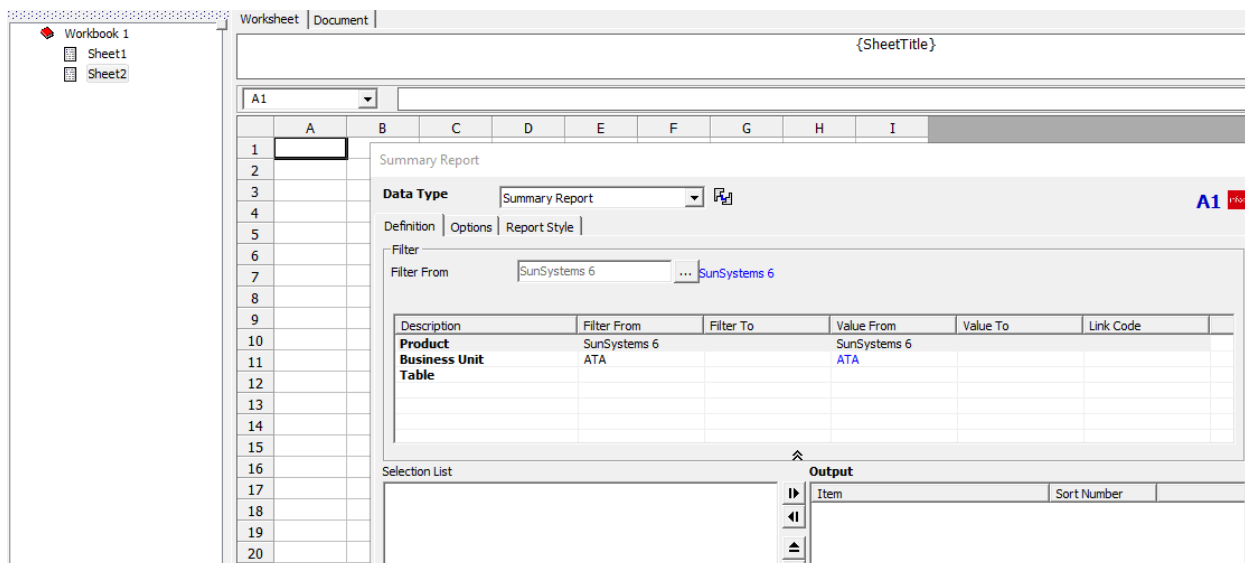 Worksheet Document
Workbook 1
Sheet1
Sheet2
{SheetTitle}
A1
A B C D E F G H I
1
2
Summary Report
3
Data Type Summary Report
A1 infor
4
Definition Options Report Style
5
Filter
6
Filter From SunSystems 6 ... SunSystems 6
7
8
9
Description Filter From Filter To Value From Value To Link Code
10
Product SunSystems 6 SunSystems 6
11
Business Unit ATA ATA
12
Table
13
14
15
16
Selection List Output
17
Item Sort Number
18
19
20